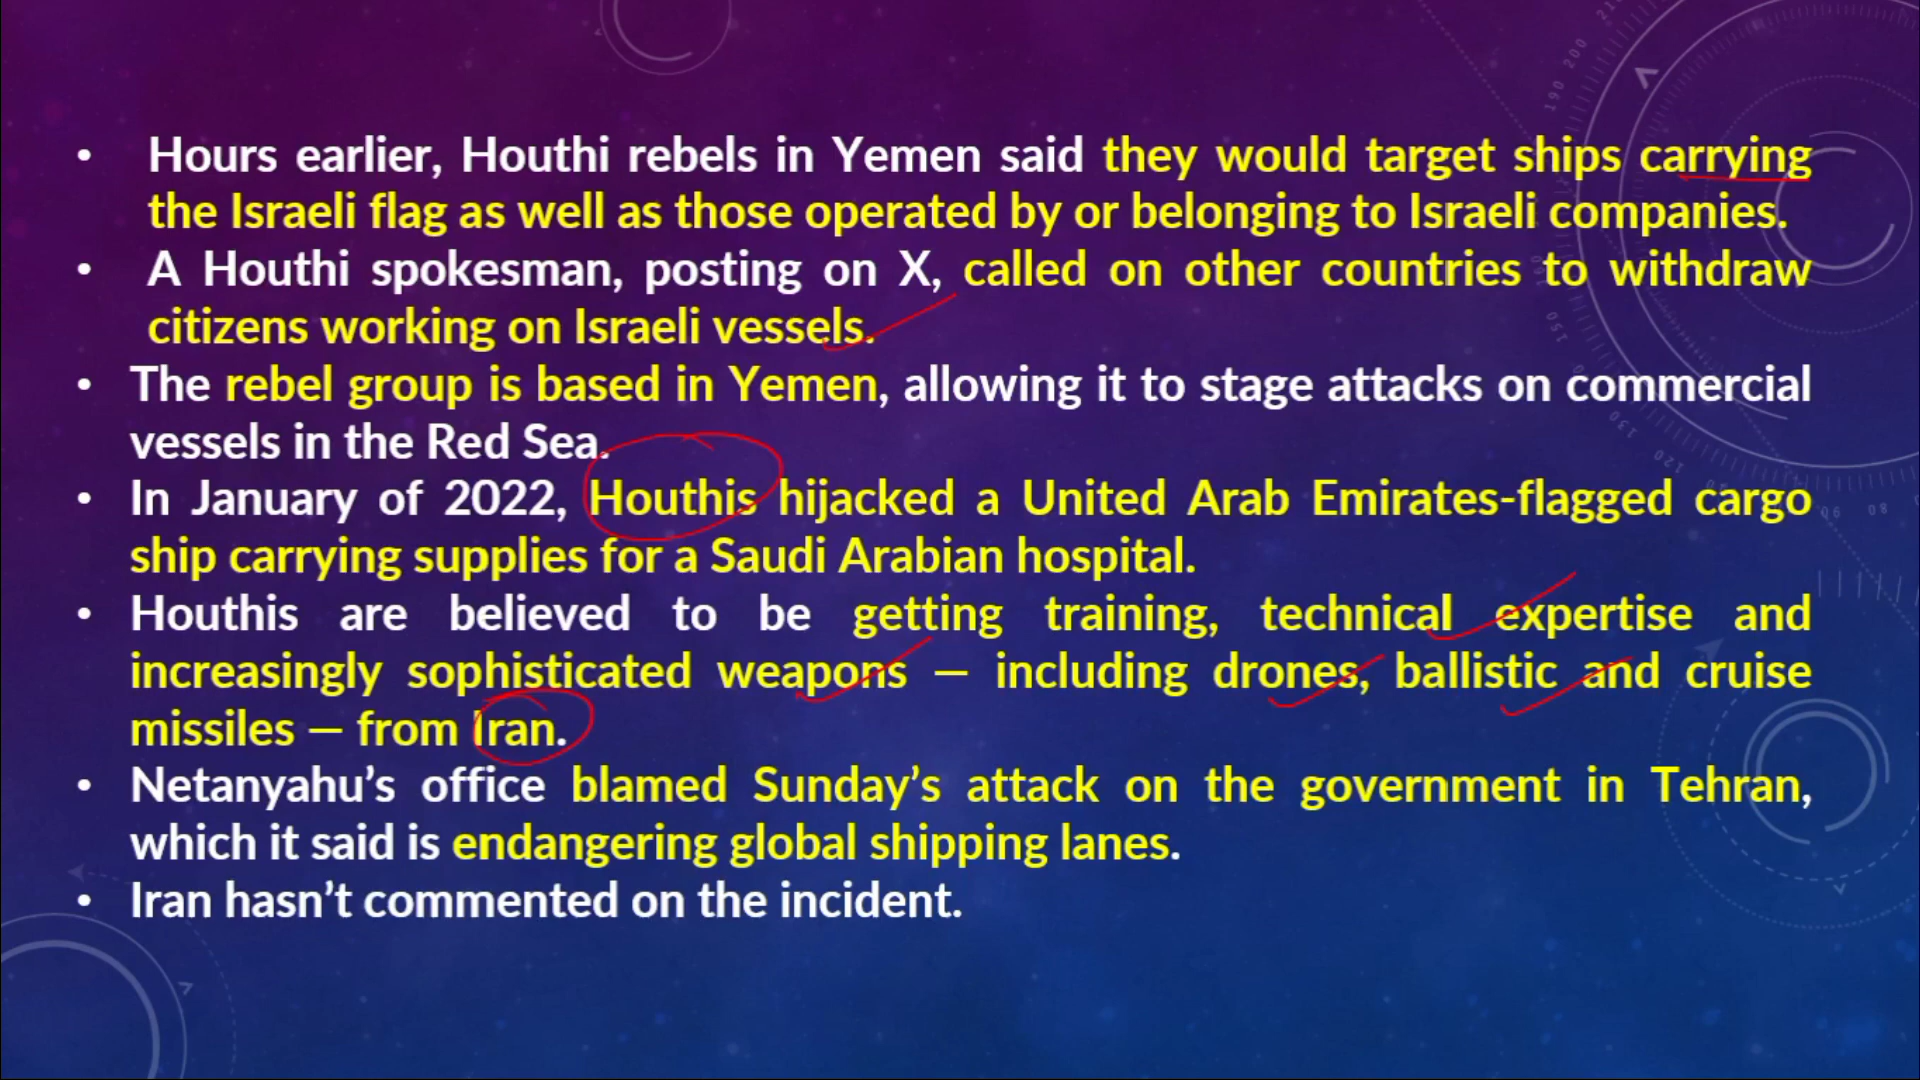 • Hours earlier, Houthi rebels in Yemen said they would target ships carrying
the Israeli flag as well as those operated by or belonging to Israeli companies.
• A Houthi spokesman, posting on X, called on other countries to withdraw
citizens working on Israeli vessels.
• The rebel group is based in Yemen, allowing it to stage attacks on commercial
vessels in the Red Sea.
• In January of 2022, Houthis hijacked a United Arab Emirates-flagged cargo
ship carrying supplies for a Saudi Arabian hospital.
• Houthis are believed to be getting training, technical expertise and
increasingly sophisticated weapons — including drones, ballistic and cruise
missiles — from Iran.
• Netanyahu’s office blamed Sunday’s attack on the government in Tehran,
which it said is endangering global shipping lanes.
• Iran hasn’t commented on the incident.